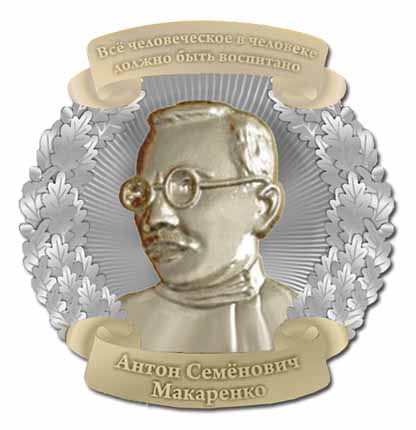 Всё человеческое в человеке
должно быть воспитано
Антон Семёнович
Макаренко